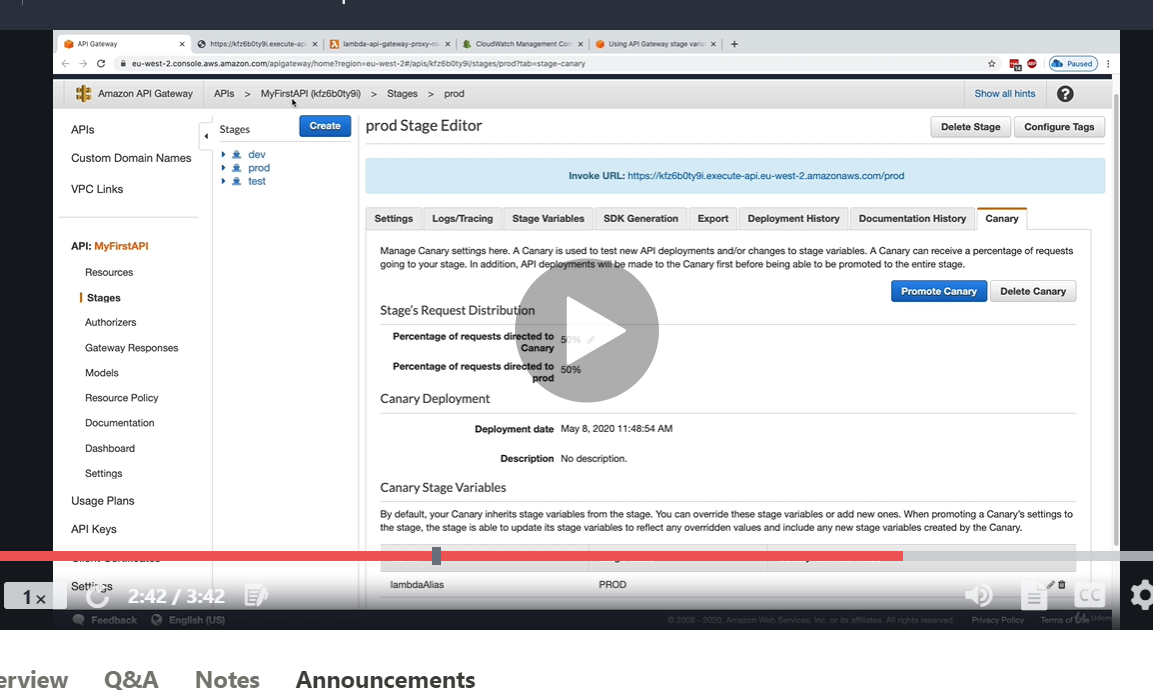 API Gateway
https://kfz6b0ty9i.execute-api
lambda-api-gateway-proxy-ro
CloudWatch Management Con
Using API Gateway stage varia
eu-west-2.console.aws.amazon.com/apigateway/home?region=eu-west-2#/apis/kfz6b0ty9i/stages/prod?tab=stage-canary
Paused
Amazon API Gateway
APIs > MyFirstAPI (kfz6b0ty9i) > Stages > prod
Show all hints
APIs
Custom Domain Names
VPC Links
API: MyFirstAPI
Resources
Stages
Authorizers
Gateway Responses
Models
Resource Policy
Documentation
Dashboard
Settings
Usage Plans
API Keys
Client Certificates
Settings
Stages
Create
dev
prod
test
prod Stage Editor
Delete Stage
Configure Tags
Invoke URL: https://kfz6b0ty9i.execute-api.eu-west-2.amazonaws.com/prod
Settings
Logs/Tracing
Stage Variables
SDK Generation
Export
Deployment History
Documentation History
Canary
Manage Canary settings here. A Canary is used to test new API deployments and/or changes to stage variables. A Canary can receive a percentage of requests
going to your stage. In addition, API deployments will be made to the Canary first before being able to be promoted to the entire stage.
Promote Canary
Delete Canary
Stage's Request Distribution
Percentage of requests directed to
Canary
50%
Percentage of requests directed to
prod
50%
Canary Deployment
Deployment date May 8, 2020 11:48:54 AM
Description No description.
Canary Stage Variables
By default, your Canary inherits stage variables from the stage. You can override these stage variables or add new ones. When promoting a Canary's settings to
the stage, the stage is able to update its stage variables to reflect any overridden values and include any new stage variables created by the Canary.
lambdaAlias
PROD
1 x
2:42 / 3:42
CC
Feedback
English (US)
© 2008 - 2020, Amazon Web Services, Inc. or its affiliates. All rights reserved.
Privacy Policy
Terms of Use
erview
Q&A
Notes
Announcements